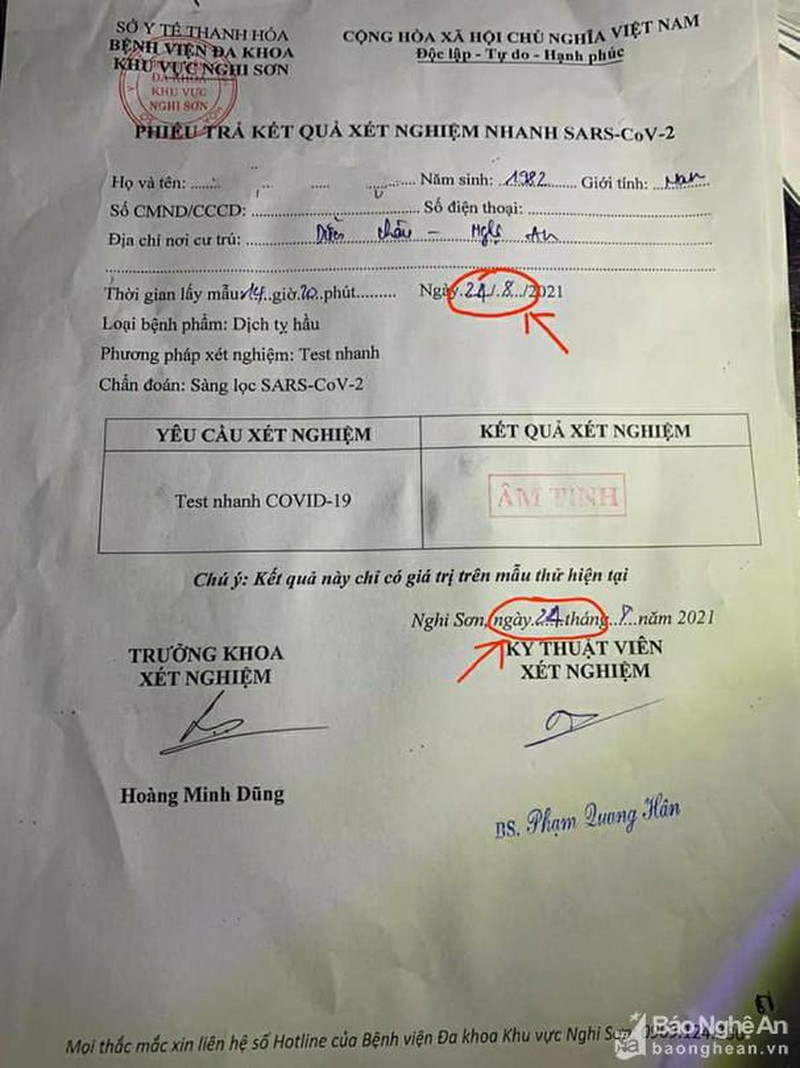 SỞ Y TẾ THANH HÓA
BỆNH VIỆN ĐA KHOA
KHU VỰC NGHI SƠN
CỘNG HÒA XÃ HỘI CHỦ NGHĨA VIỆT NAM
Độc lập - Tự do - Hạnh phúc
ĐA KHOA
KHU VỰC
NGHI SƠN
PHIẾU TRẢ KẾT QUẢ XÉT NGHIỆM NHANH SARS-CoV-2
Họ và tên: ........ Năm sinh: 1982 Giới tính: Nam
Số CMND/CCCD: ........ Số điện thoại: ........
Địa chỉ nơi cư trú: Diễn Châu - Nghệ An
Thời gian lấy mẫu 14 giờ 20 phút......... Ngày 24/8/2021
Loại bệnh phẩm: Dịch tỵ hầu
Phương pháp xét nghiệm: Test nhanh
Chẩn đoán: Sàng lọc SARS-CoV-2
YÊU CẦU XÉT NGHIỆM
KẾT QUẢ XÉT NGHIỆM
Test nhanh COVID-19
ÂM TÍNH
Chú ý: Kết quả này chỉ có giá trị trên mẫu thử hiện tại
Nghi Sơn, ngày 24 tháng 8 năm 2021
TRƯỞNG KHOA
XÉT NGHIỆM
KỸ THUẬT VIÊN
XÉT NGHIỆM
Hoàng Minh Dũng
BS. Phạm Quang Hân
Mọi thắc mắc xin liên hệ số Hotline của Bệnh viện Đa khoa Khu vực Nghi Sơn
Báo Nghệ An
baonghean.vn